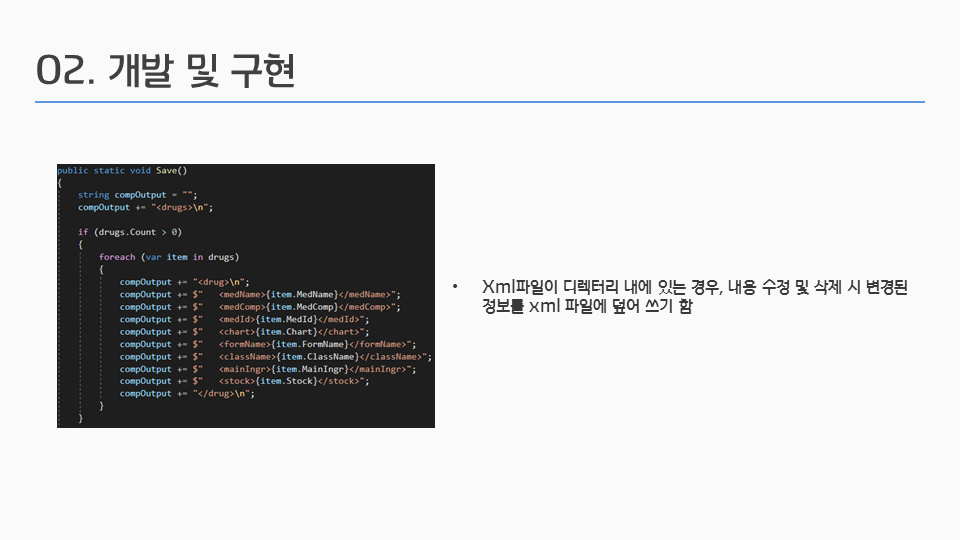 02. 개발 및 구현
public static void Save()
{
string compOutput = "";
compOutput += "<drugs>\n";
if (drugs.Count > 0)
{
foreach (var item in drugs)
{
compOutput += "<drug>\n";
compOutput += $"   <medName>{item.MedName}</medName>";
compOutput += $"   <medComp>{item.MedComp}</medComp>";
compOutput += $"   <medId>{item.MedId}</medId>";
compOutput += $"   <chart>{item.Chart}</chart>";
compOutput += $"   <formName>{item.FormName}</formName>";
compOutput += $"   <className>{item.ClassName}</className>";
compOutput += $"   <mainIngr>{item.MainIngr}</mainIngr>";
compOutput += $"   <stock>{item.Stock}</stock>";
compOutput += "</drug>\n";
}
}
• Xml파일이 디렉터리 내에 있는 경우, 내용 수정 및 삭제 시 변경된
정보를 xml 파일에 덮어 쓰기 함